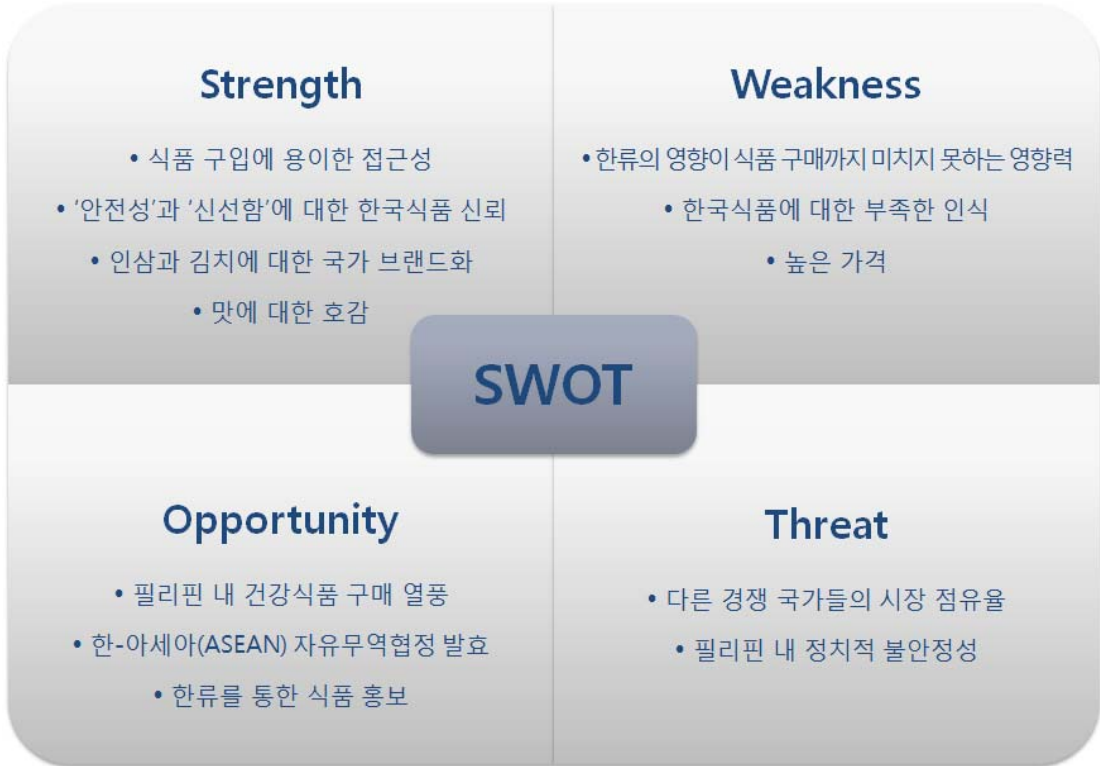 Strength
• 식품 구입에 용이한 접근성
• '안전성'과 '신선함'에 대한 한국식품 신뢰
• 인삼과 김치에 대한 국가 브랜드화
• 맛에 대한 호감
Weakness
• 한류의 영향이 식품 구매까지 미치지 못하는 영향력
• 한국식품에 대한 부족한 인식
• 높은 가격
SWOT
Opportunity
• 필리핀 내 건강식품 구매 열풍
• 한-아세아(ASEAN) 자유무역협정 발효
• 한류를 통한 식품 홍보
Threat
• 다른 경쟁 국가들의 시장 점유율
• 필리핀 내 정치적 불안정성